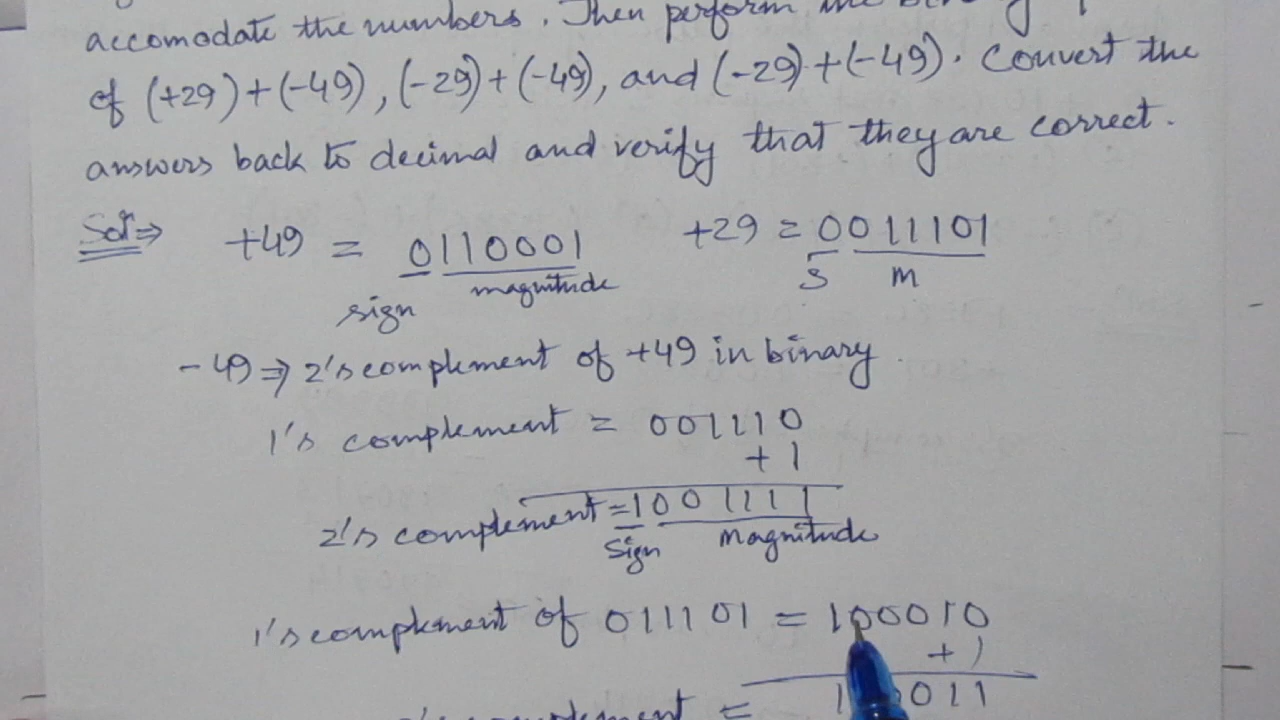 accomodate the numbers. Then perform the
of (+29)+(-49), (-29)+(-49), and (-29)+(-49). Convert the
answers back to decimal and verify that they are correct.
Sol⇒ +49 = 0110001 +29 = 0011101
sign magnitude S m
-49 ⇒ 2's complement of +49 in binary.
1's complement = 001110
+1
2's complement = 1001111
Sign Magnitude
1's complement of 011101 = 100010
+1
complement =